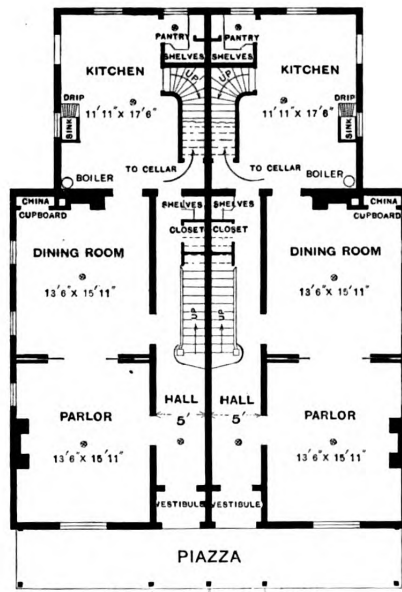 PANTRY PANTRY
SHELVES SHELVES
KITCHEN KITCHEN
UP UP
DRIP DRIP
11'11" X 17'6" 11'11" X 17'6"
SINK SINK
TO CELLAR TO CELLAR
BOILER BOILER
CHINA SHELVES SHELVES CHINA
CUPBOARD CUPBOARD
CLOSET CLOSET
DINING ROOM DINING ROOM
13'6" X 15'11" 13'6" X 15'11"
UP UP
HALL HALL
PARLOR 5' 5' PARLOR
13'6" X 15'11" 13'6" X 15'11"
VESTIBULE VESTIBULE
PIAZZA